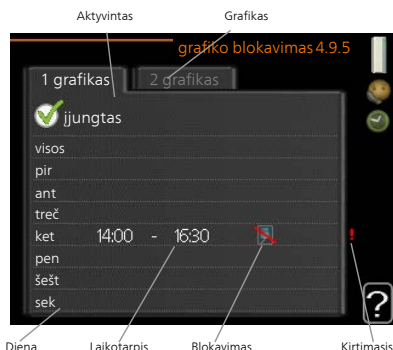 Aktyvintas Grafikas
grafiko blokavimas 4.9.5
1 grafikas 2 grafikas
įjungtas
visos
pir
ant
treč
ket 14:00 - 16:30 !
pen
šešt
sek
?
Diena Laikotarpis Blokavimas Kirtimasis